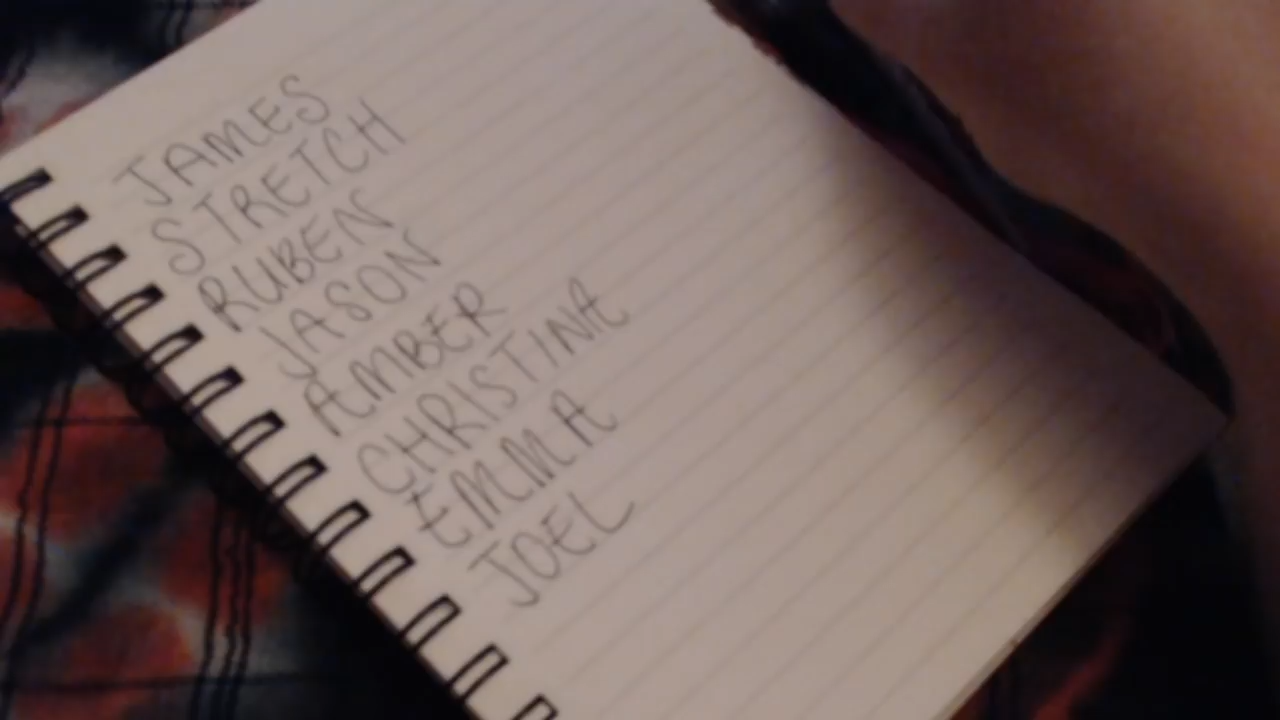 JAMES
STRETCH
RUBEN
JASON
AMBER
CHRISTINA
EMMA
JOEL